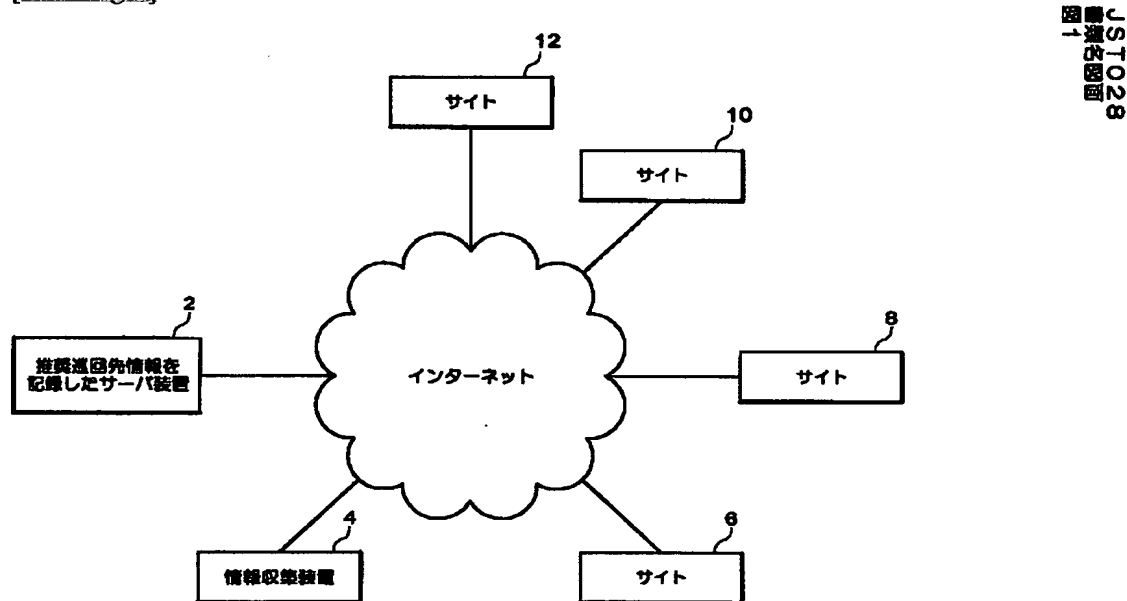 JST028
書類名図面
図1
12
サイト
10
サイト
2
推奨巡回先情報を
記録したサーバ装置
インターネット
8
サイト
4
情報収集装置
6
サイト